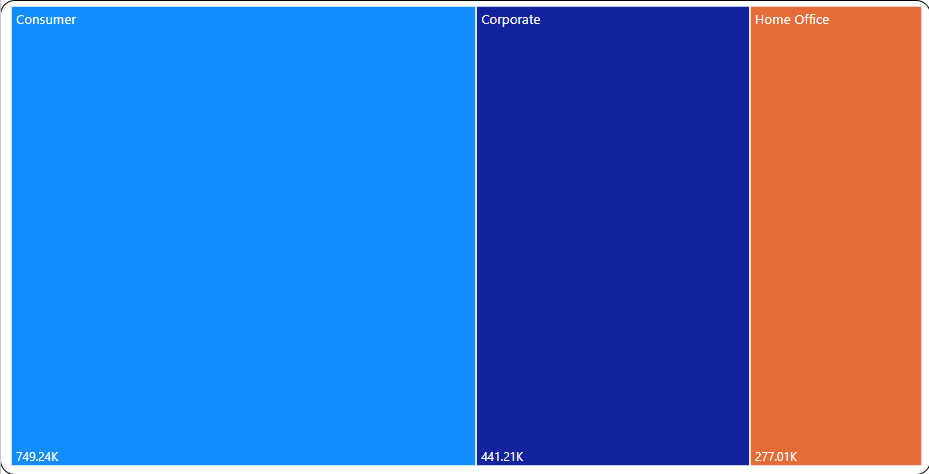 Consumer
Corporate
Home Office
749.24K
441.21K
277.01K